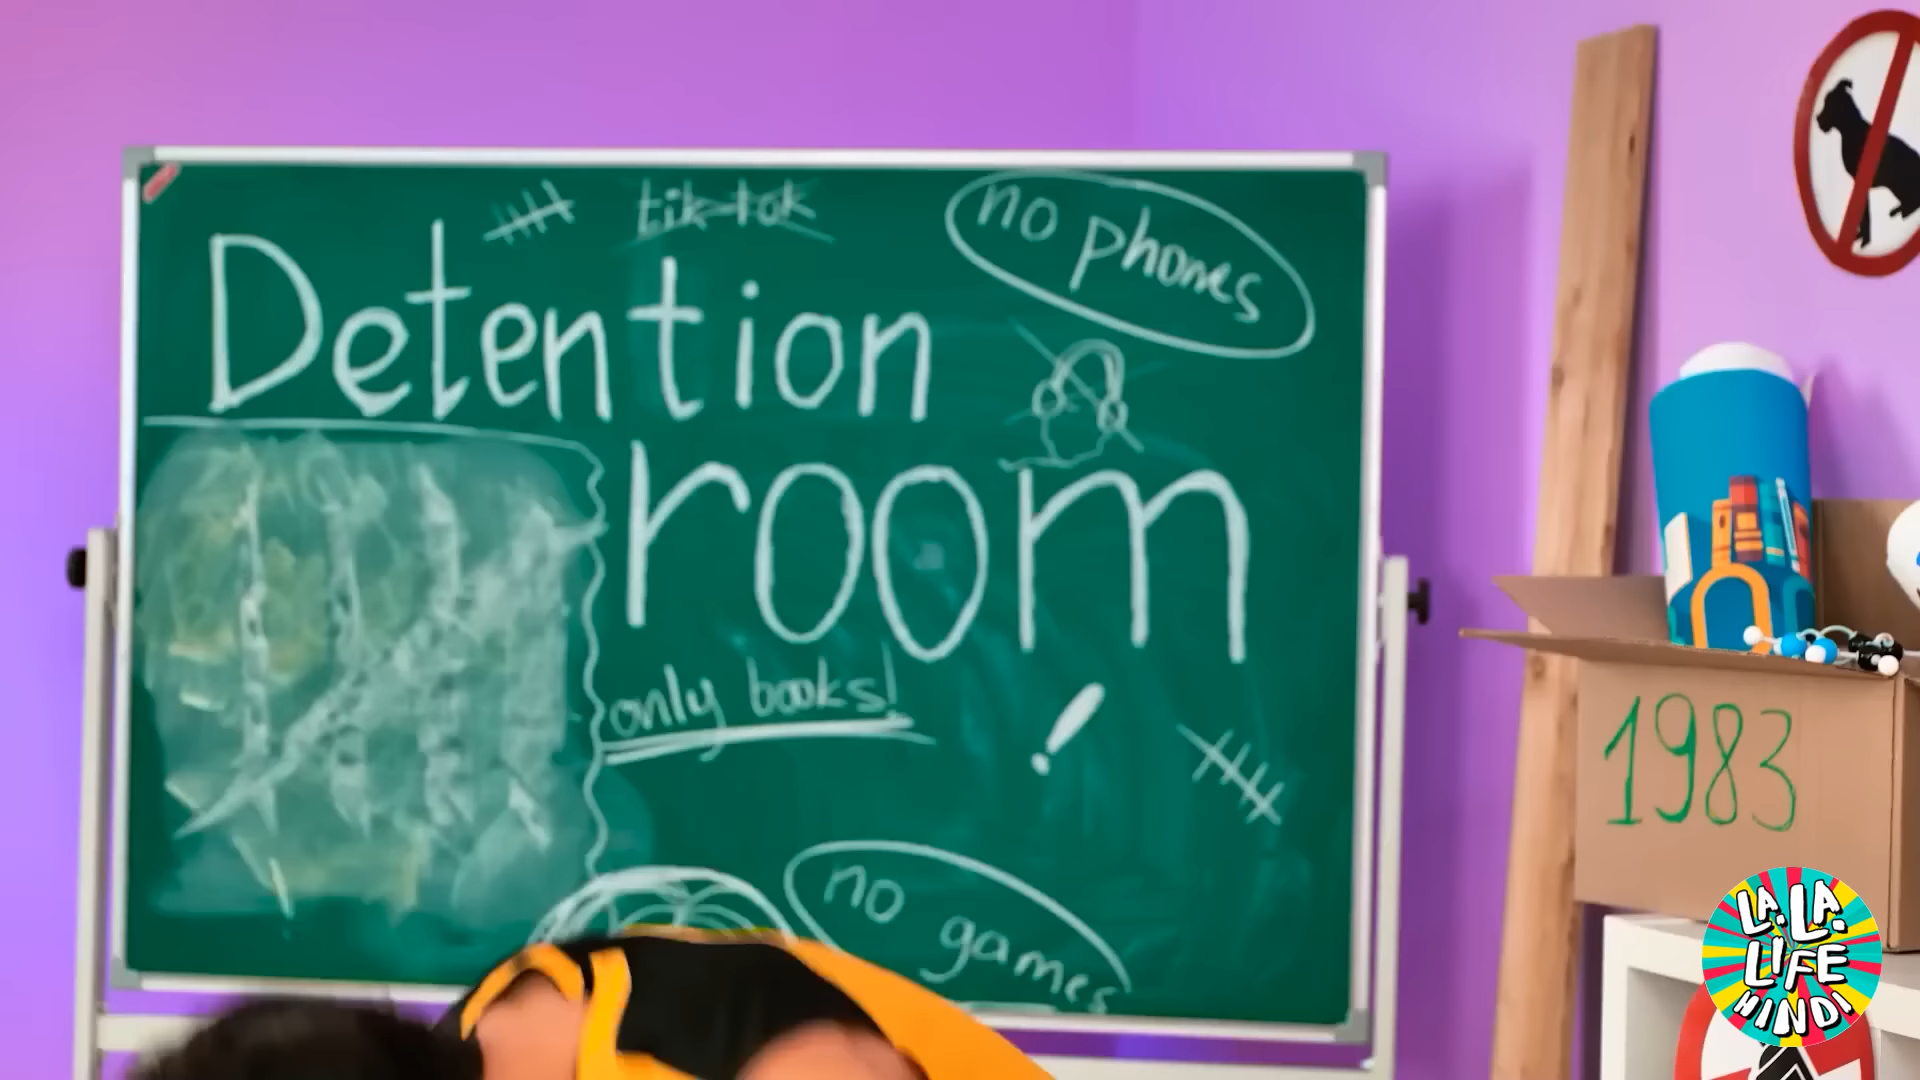 tik-tok
no phones
Detention
room
only books!
!
no games
1983
LA.LA.
LIFE
HINDI